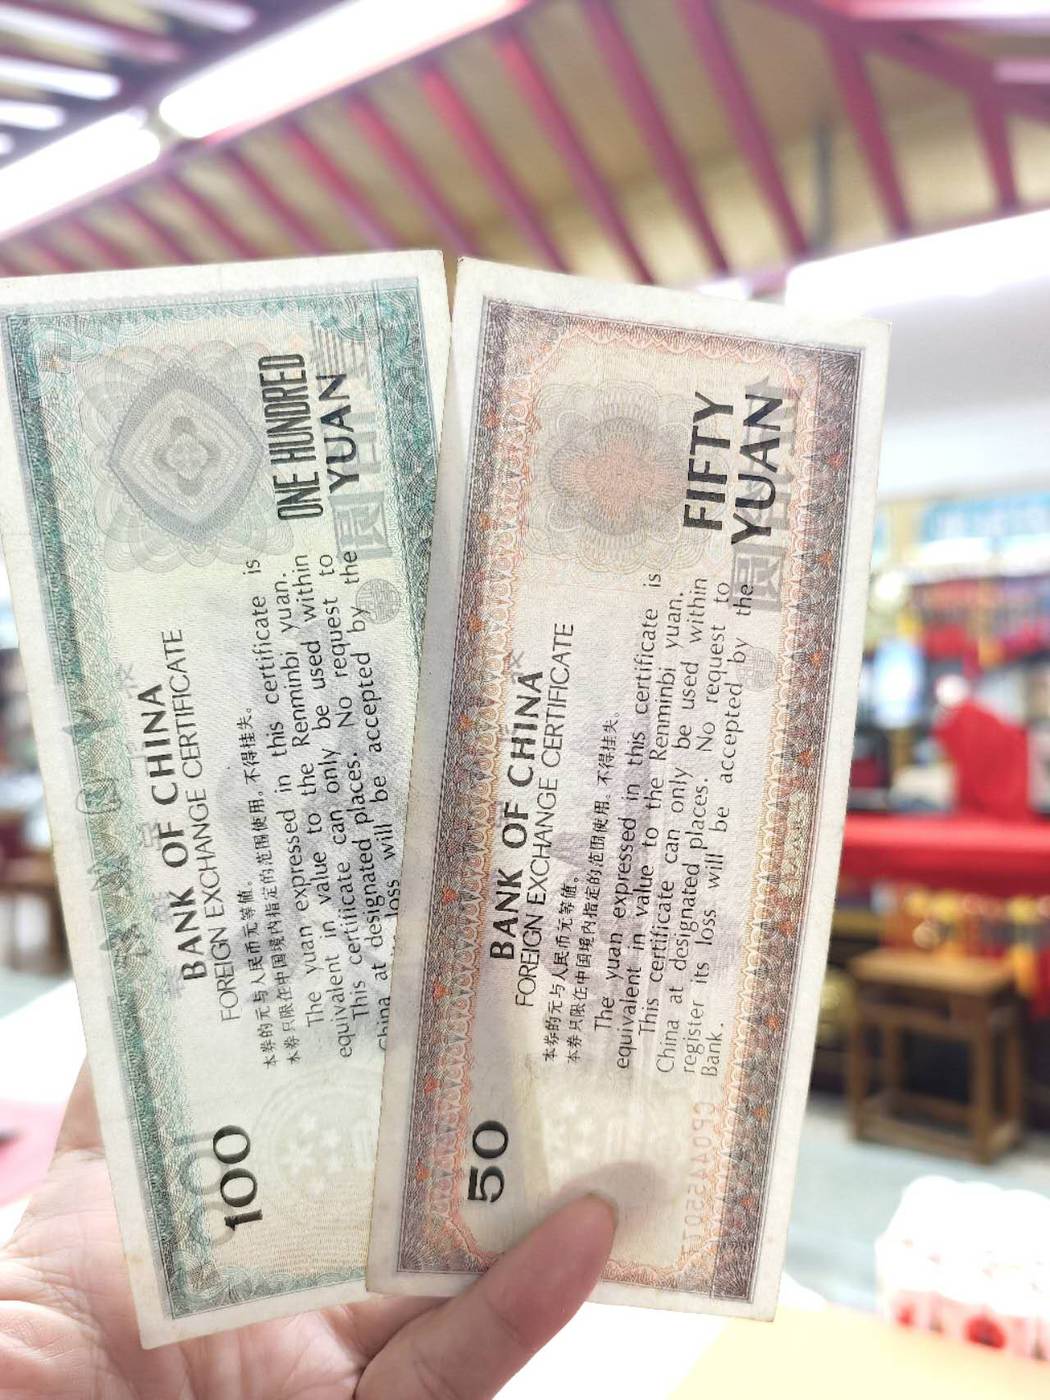 BANK OF CHINA
FOREIGN EXCHANGE CERTIFICATE
本券的元与人民币元等值。
本券只限在中国境内指定的范围使用。不得挂失。
The yuan expressed in this certificate is
equivalent in value to the Renminbi yuan.
This certificate can only be used within
China at designated places. No request to
loss will be accepted by the
100
ONE HUNDRED
YUAN
BANK OF CHINA
FOREIGN EXCHANGE CERTIFICATE
本券的元与人民币元等值。
本券只限在中国境内指定的范围使用。不得挂失。
The yuan expressed in this certificate is
equivalent in value to the Renminbi yuan.
This certificate can only be used within
China at designated places. No request to
register its loss will be accepted by the
Bank.
50
FIFTY
YUAN